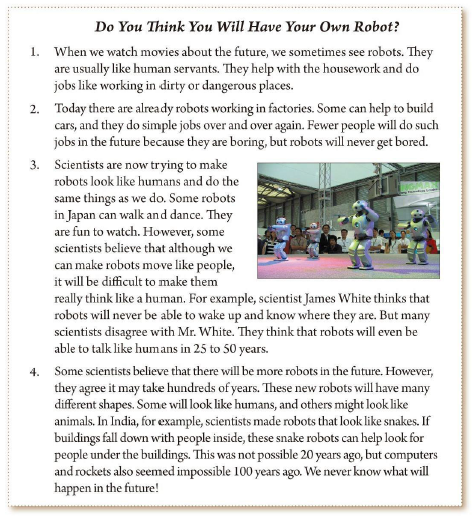 Do You Think You Will Have Your Own Robot?
1. When we watch movies about the future, we sometimes see robots. They
are usually like human servants. They help with the housework and do
jobs like working in dirty or dangerous places.
2. Today there are already robots working in factories. Some can help to build
cars, and they do simple jobs over and over again. Fewer people will do such
jobs in the future because they are boring, but robots will never get bored.
3. Scientists are now trying to make
robots look like humans and do the
same things as we do. Some robots
in Japan can walk and dance. They
are fun to watch. However, some
scientists believe that although we
can make robots move like people,
it will be difficult to make them
really think like a human. For example, scientist James White thinks that
robots will never be able to wake up and know where they are. But many
scientists disagree with Mr. White. They think that robots will even be
able to talk like humans in 25 to 50 years.
4. Some scientists believe that there will be more robots in the future. However,
they agree it may take hundreds of years. These new robots will have many
different shapes. Some will look like humans, and others might look like
animals. In India, for example, scientists made robots that look like snakes. If
buildings fall down with people inside, these snake robots can help look for
people under the buildings. This was not possible 20 years ago, but computers
and rockets also seemed impossible 100 years ago. We never know what will
happen in the future!